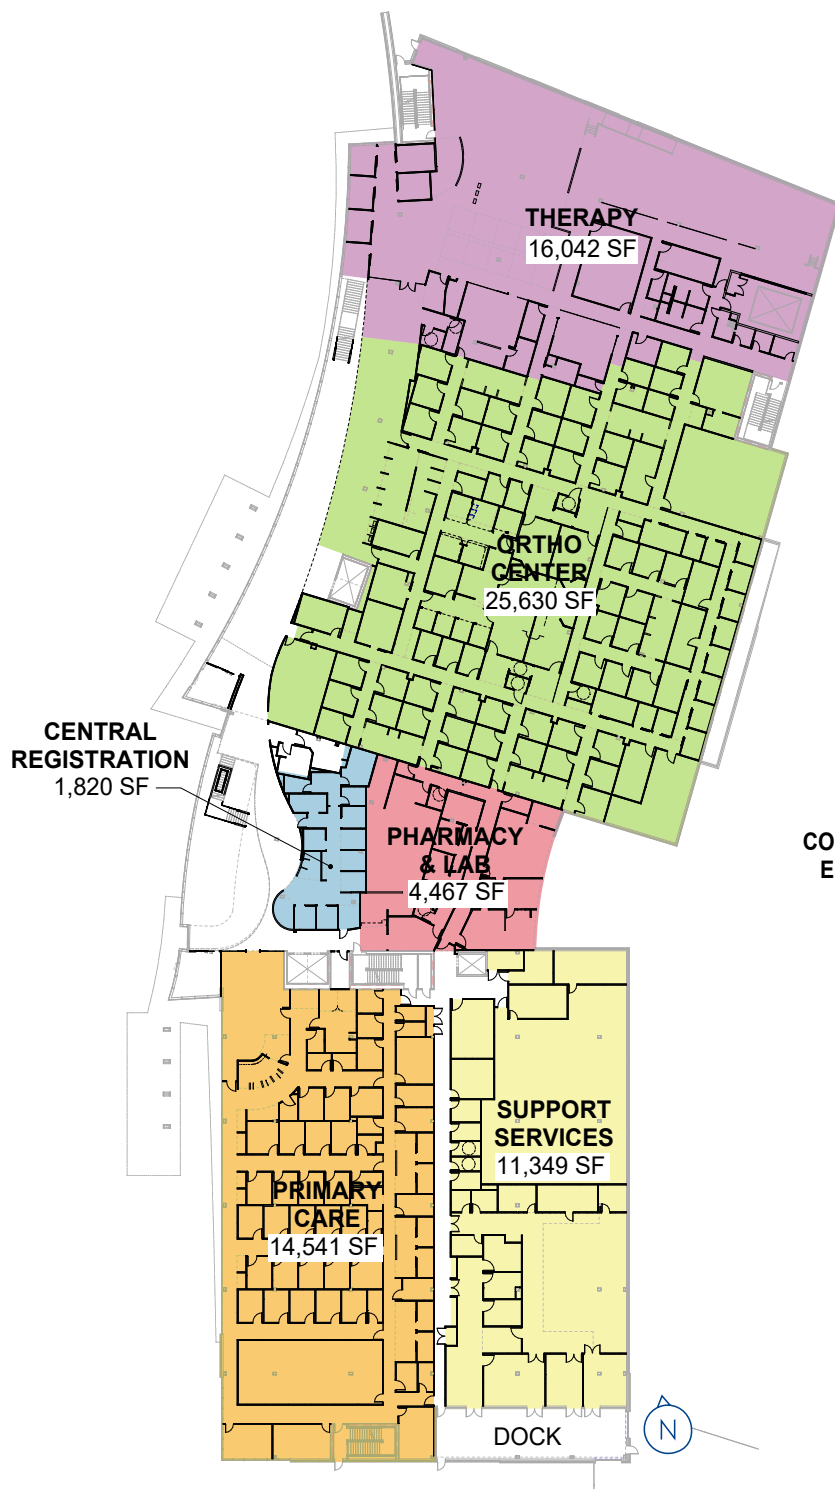 THERAPY
16,042 SF
ORTHO
CENTER
25,630 SF
CENTRAL
REGISTRATION
1,820 SF
PHARMACY
& LAB
4,467 SF
CO
E
SUPPORT
SERVICES
11,349 SF
PRIMARY
CARE
14,541 SF
DOCK
N